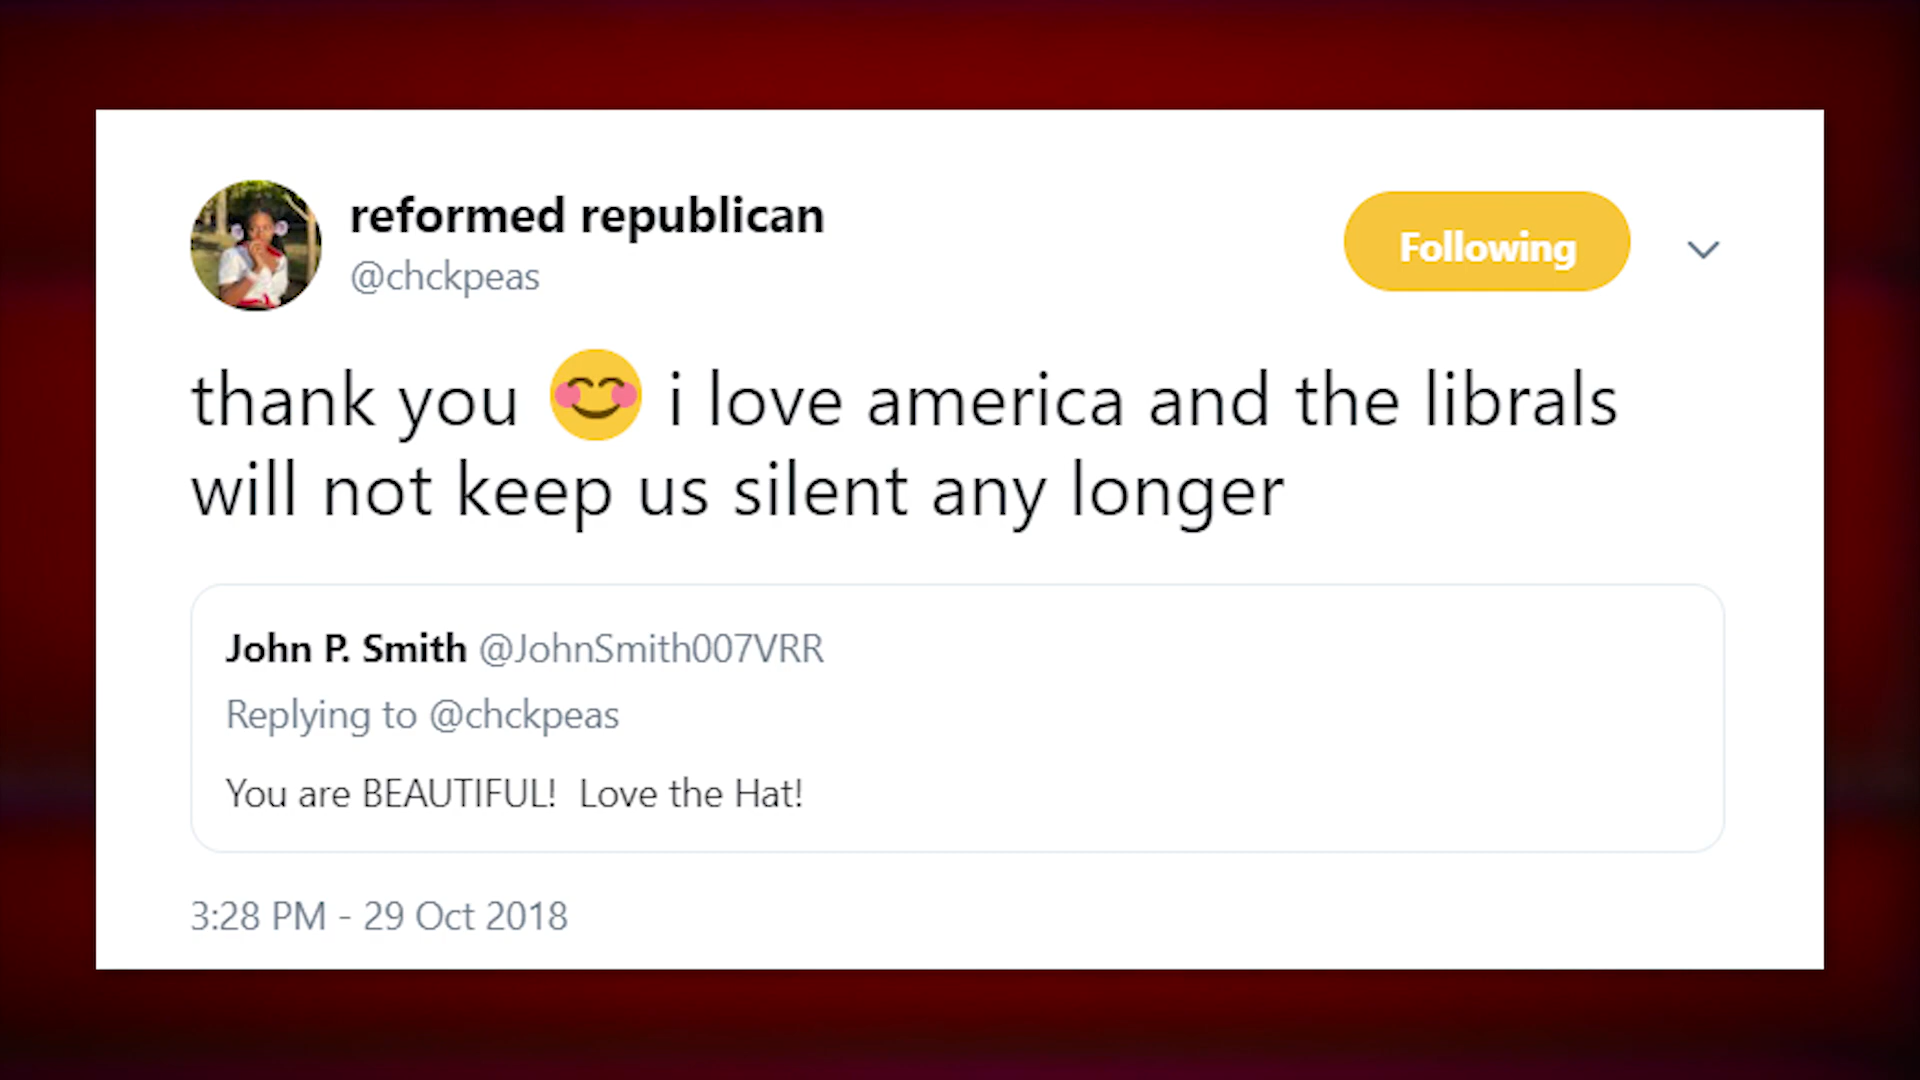 reformed republican
Following
@chckpeas
thank you 😊 i love america and the librals
will not keep us silent any longer
John P. Smith @JohnSmith007VRR
Replying to @chckpeas
You are BEAUTIFUL!  Love the Hat!
3:28 PM - 29 Oct 2018